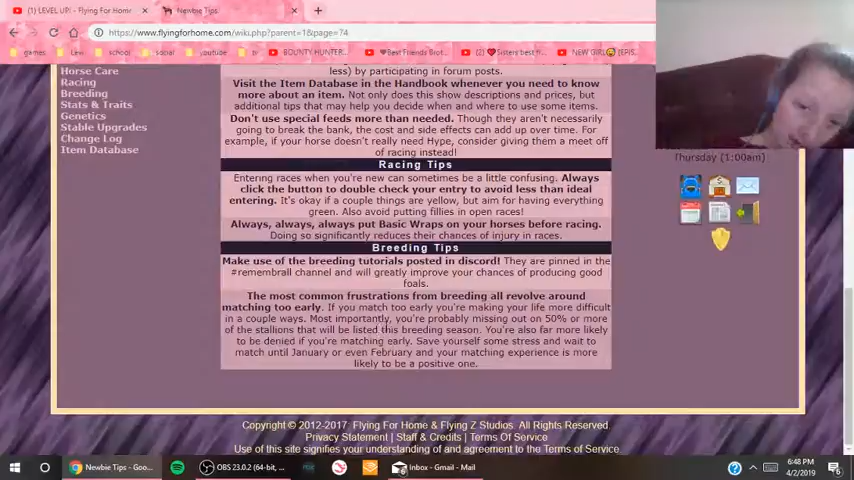 (1) LEVEL UP! - Flying For Home
Newbie Tips
https://www.flyingforhome.com/wiki.php?parent=1&page=74
games
Lew
school
social
youtube
BOUNTY HUNTER
Best Friends Brot
Sisters best f
NEW GIRL
(EPIS
Horse Care
Racing
Breeding
Stats & Traits
Genetics
Stable Upgrades
Change Log
Item Database
less) by participating in forum posts.
Visit the Item Database in the Handbook whenever you need to know
more about an item. Not only does this show descriptions and prices, but
additional tips that may help you decide when and where to use some items.
Don't use special feeds more than needed. Though they aren't necessarily
going to break the bank, the cost and side effects can add up over time. For
example, if your horse doesn't really need Hype, consider giving them a meet off
of racing instead!
Racing Tips
Entering races when you're new can sometimes be a little confusing. Always
click the button to double check your entry to avoid less than ideal
entering. It's okay if a couple things are yellow, but aim for having everything
green. Also avoid putting fillies in open races!
Always, always, always put Basic Wraps on your horses before racing.
Doing so significantly reduces their chances of injury in races.
Breeding Tips
Make use of the breeding tutorials posted in discord! They are pinned in the
#remembrall channel and will greatly improve your chances of producing good
foals.
The most common frustrations from breeding all revolve around
matching too early. If you match too early you're making your life more difficult
in a couple ways. Most importantly, you're probably missing out on 50% or more
of the stallions that will be listed this breeding season. You're also far more likely
to be denied if you're matching early. Save yourself some stress and wait to
match until January or even February and your matching experience is more
likely to be a positive one.
Thursday (1:00am)
Copyright © 2012-2017. Flying For Home & Flying Z Studios. All Rights Reserved.
Privacy Statement | Staff & Credits | Terms Of Service
Use of this site signifies your understanding of and agreement to the Terms of Service
Newbie Tips - Goo...
OBS 23.0.2 (64-bit, ...
Inbox - Gmail - Mail
6:48 PM
4/2/2019